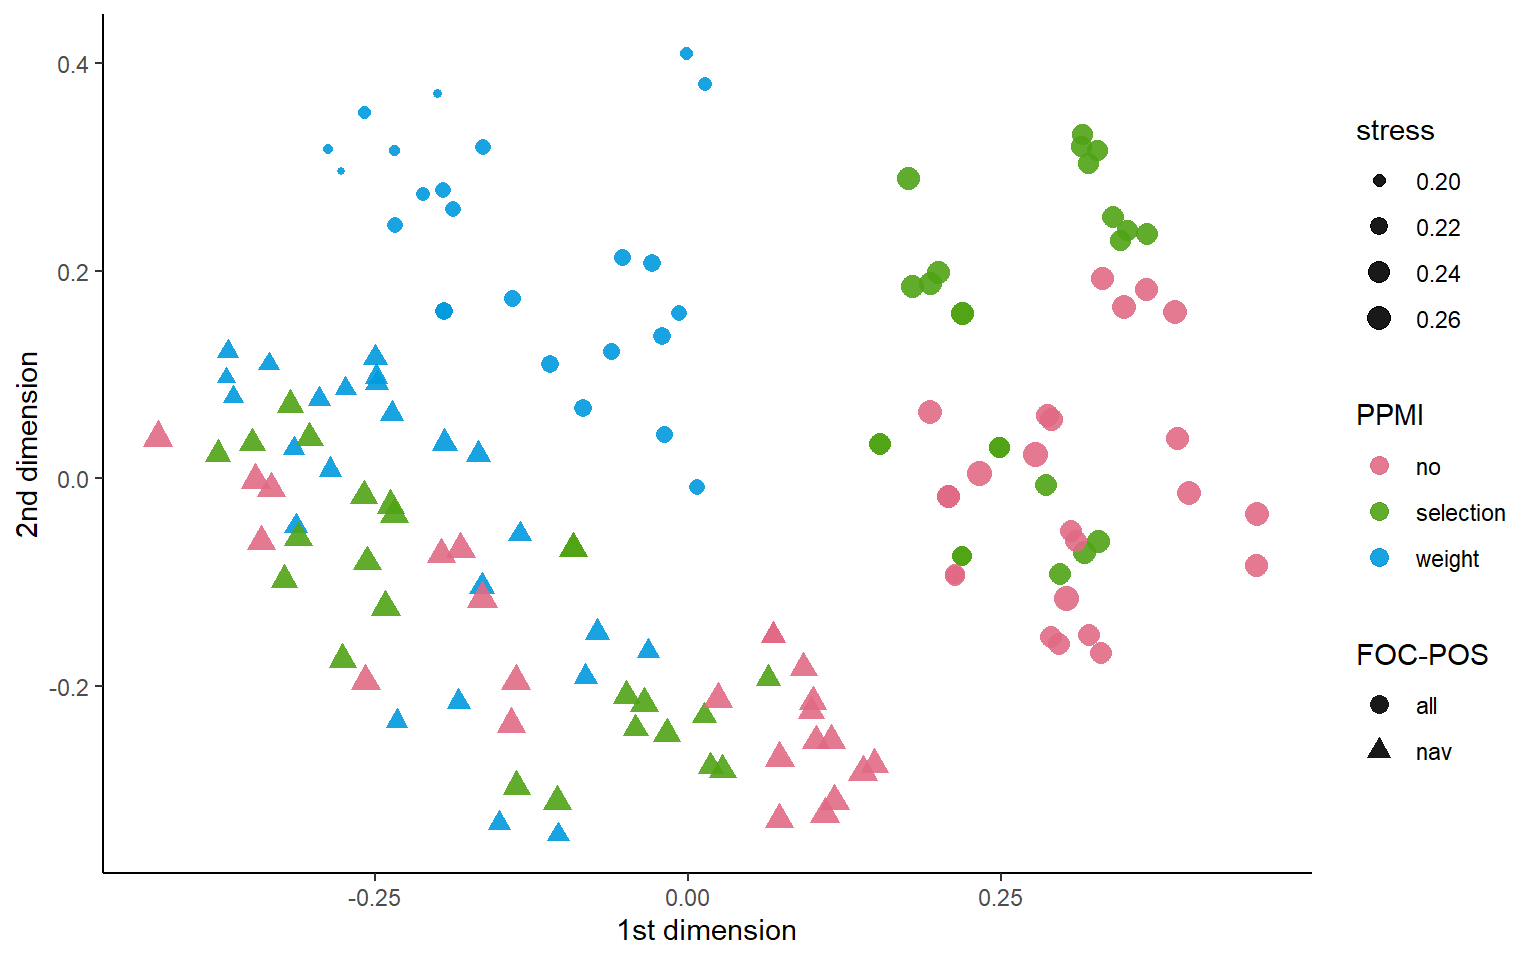 0.4
0.2
0.0
-0.2
2nd dimension
-0.25
0.00
0.25
1st dimension
stress
0.20
0.22
0.24
0.26
PPMI
no
selection
weight
FOC-POS
all
nav